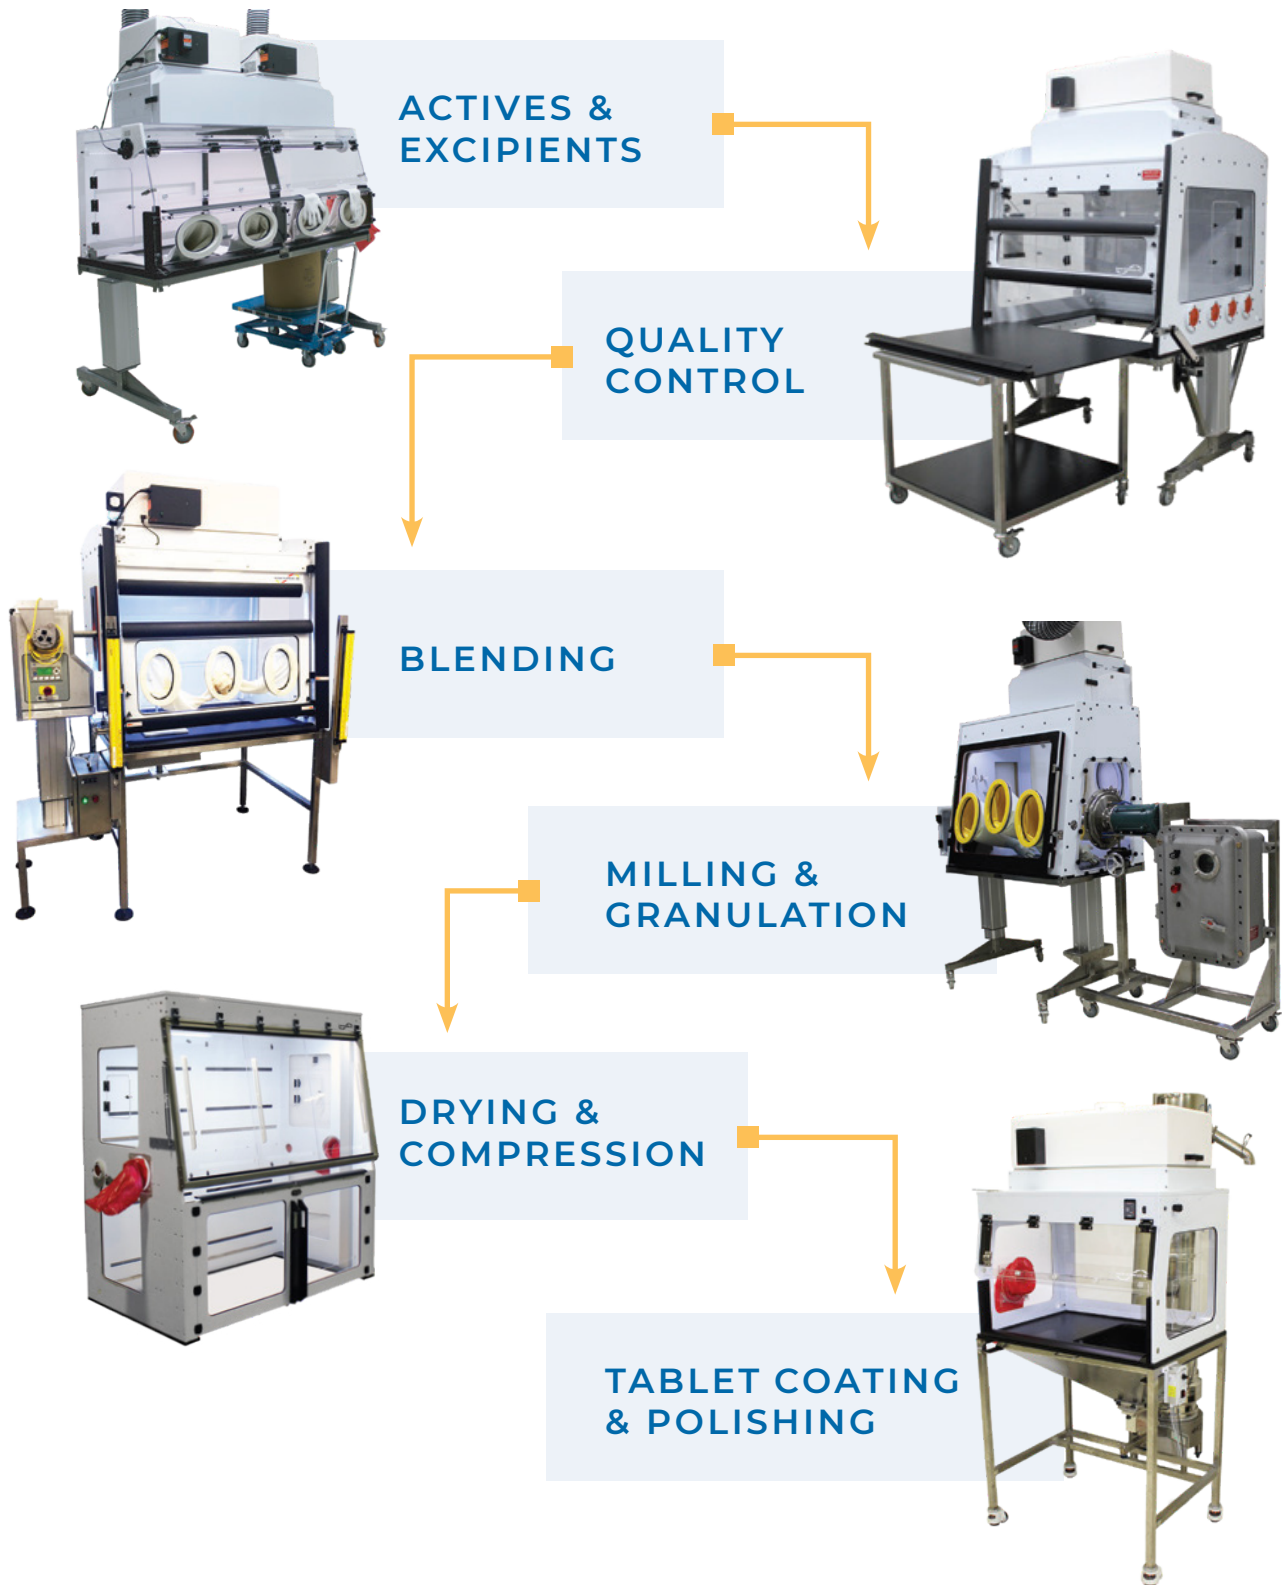 ACTIVES &
EXCIPIENTS
QUALITY
CONTROL
BLENDING
MILLING &
GRANULATION
DRYING &
COMPRESSION
TABLET COATING
& POLISHING